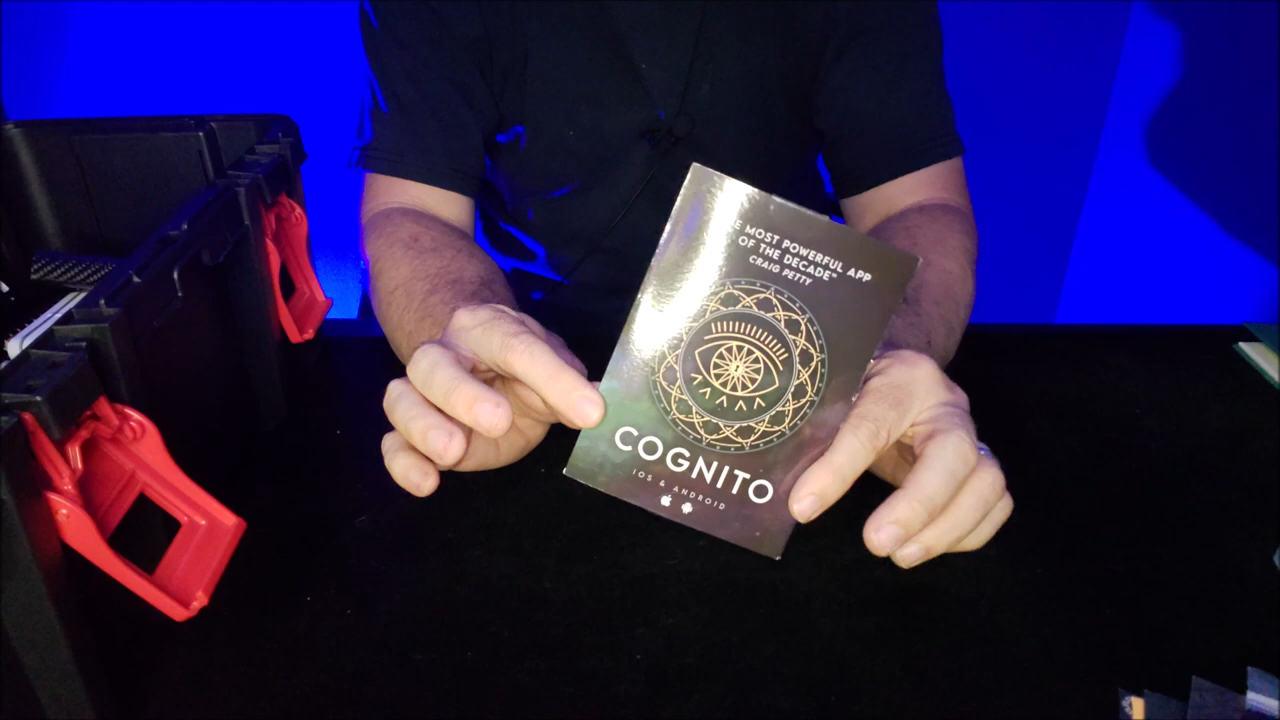 E MOST POWERFUL APP
OF THE DECADE"
CRAIG PETTY
COGNITO
IOS & ANDROID